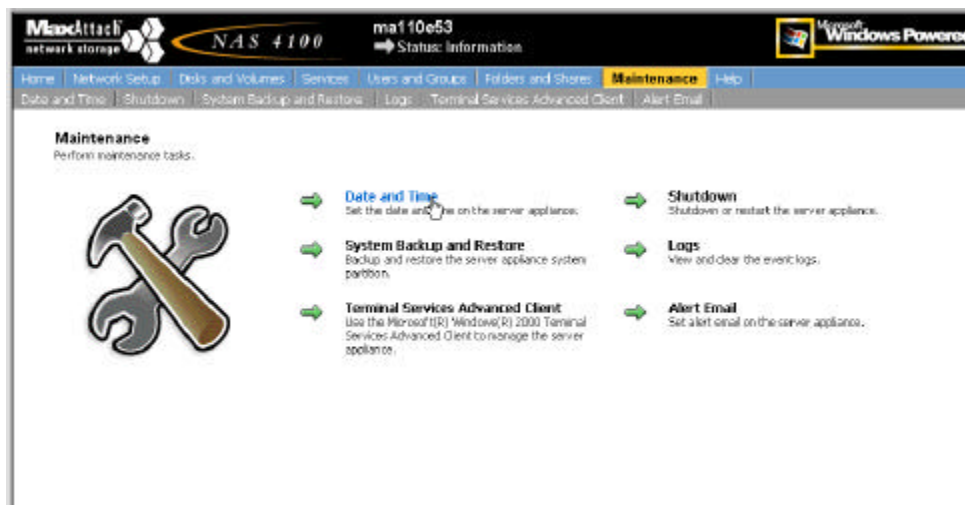 MaxAttach
network storage
NAS 4100
ma110e53
Status: Information
Microsoft
Windows Powered
Home Network Setup Disks and Volumes Services Users and Groups Folders and Shares Maintenance Help
Date and Time Shutdown System Backup and Restore Logs Terminal Services Advanced Client Alert Email
Maintenance
Perform maintenance tasks.
Date and Time
Set the date and time on the server appliance.
Shutdown
Shutdown or restart the server appliance.
System Backup and Restore
Backup and restore the server appliance system
partition.
Logs
View and clear the event logs.
Terminal Services Advanced Client
Use the Microsoft(R) Windows(R) 2000 Terminal
Services Advanced Client to manage the server
appliance.
Alert Email
Set alert email on the server appliance.